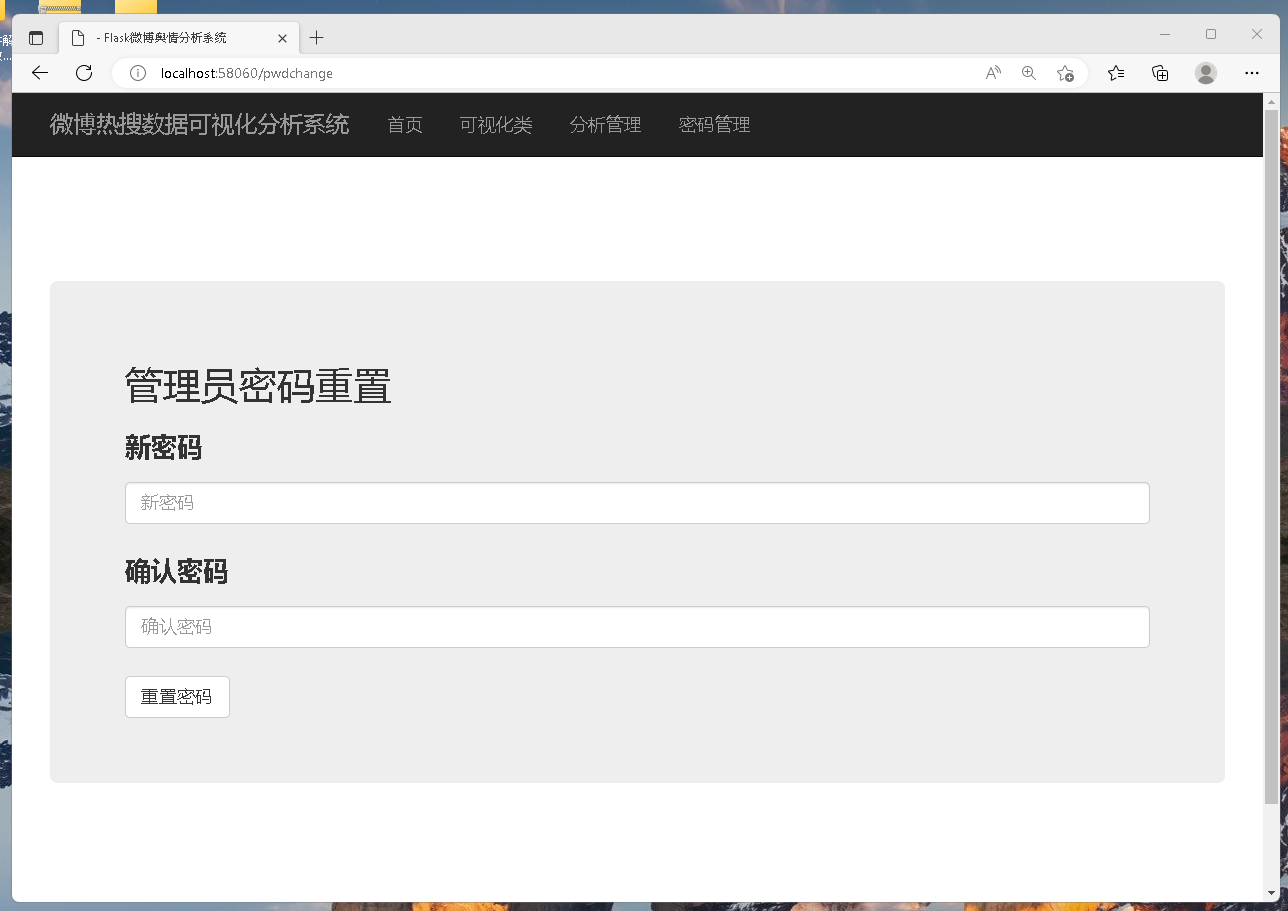 - Flask微博舆情分析系统
localhost:58060/pwdchange
微博热搜数据可视化分析系统 首页 可视化类 分析管理 密码管理
管理员密码重置
新密码
新密码
确认密码
确认密码
重置密码